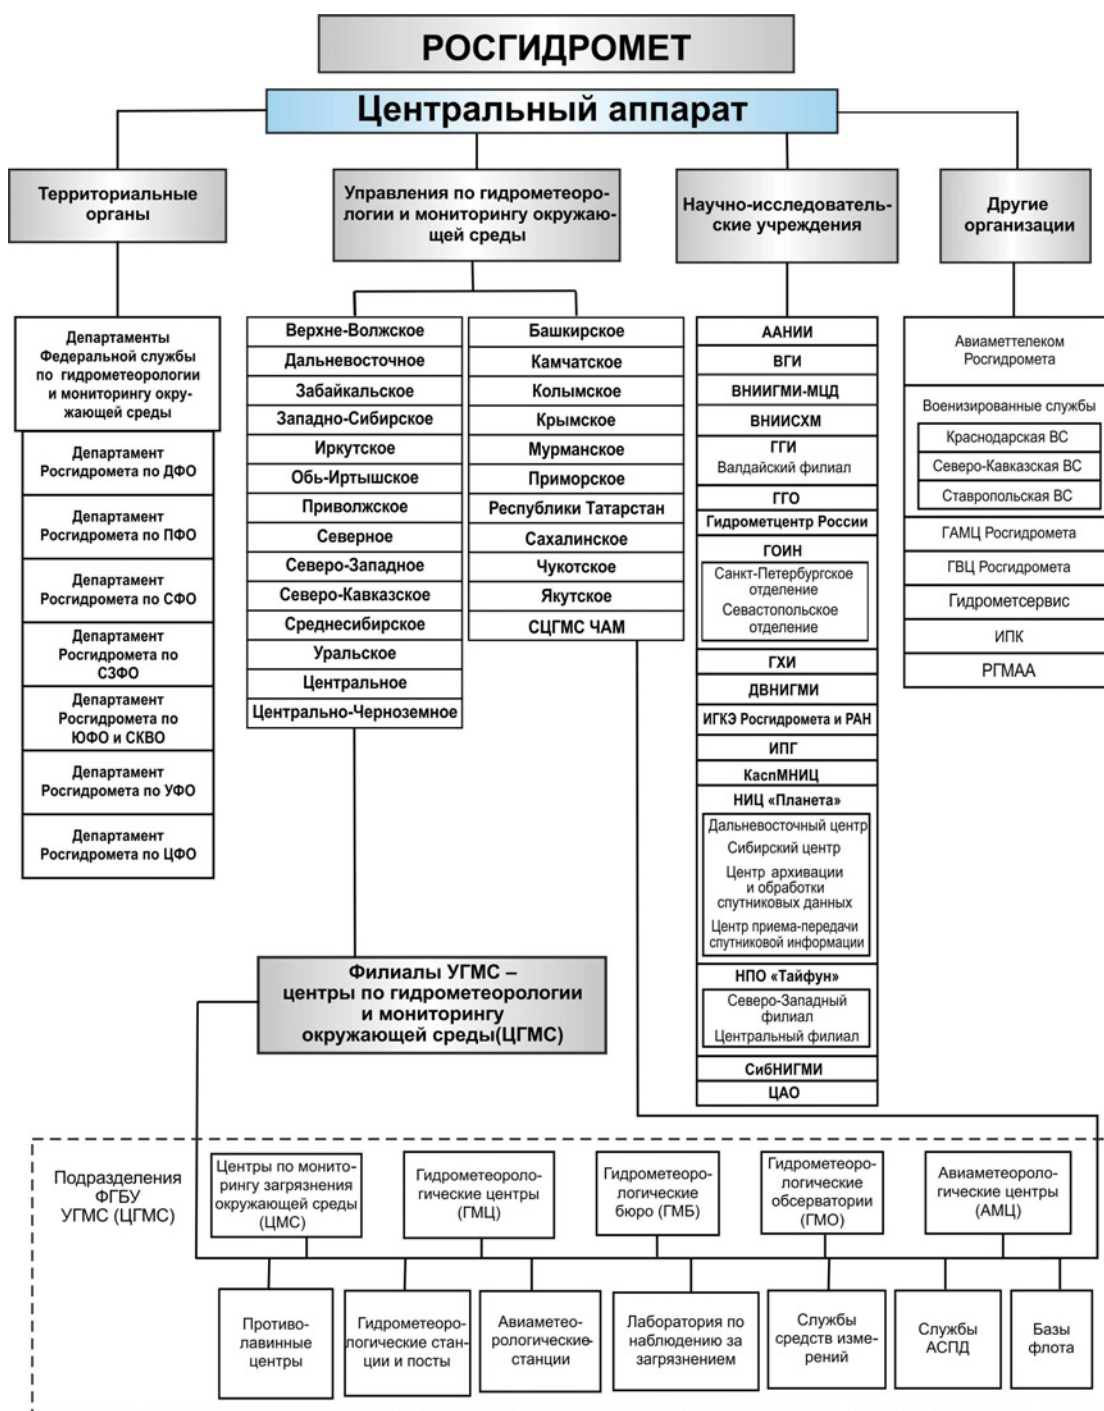 РОСГИДРОМЕТ
Центральный аппарат
Территориальные
органы
Управления по гидрометеоро-
логии и мониторингу окружаю-
щей среды
Научно-исследователь-
ские учреждения
Другие
организации
Департаменты
Федеральной службы
по гидрометеорологии
и мониторингу окру-
жающей среды
Департамент
Росгидромета по ДФО
Департамент
Росгидромета по ПФО
Департамент
Росгидромета по СФО
Департамент
Росгидромета по
СЗФО
Департамент
Росгидромета по
ЮФО и СКВО
Департамент
Росгидромета по УФО
Департамент
Росгидромета по ЦФО
Верхне-Волжское
Дальневосточное
Забайкальское
Западно-Сибирское
Иркутское
Обь-Иртышское
Приволжское
Северное
Северо-Западное
Северо-Кавказское
Среднесибирское
Уральское
Центральное
Центрально-Черноземное
Башкирское
Камчатское
Колымское
Крымское
Мурманское
Приморское
Республики Татарстан
Сахалинское
Чукотское
Якутское
СЦГМС ЧАМ
ААНИИ
ВГИ
ВНИИГМИ-МЦД
ВНИИСХМ
ГГИ
Валдайский филиал
ГГО
Гидрометцентр России
ГОИН
Санкт-Петербургское
отделение
Севастопольское
отделение
ГХИ
ДВНИГМИ
ИГКЭ Росгидромета и РАН
ИПГ
КаспМНИЦ
НИЦ «Планета»
Дальневосточный центр
Сибирский центр
Центр архивации
и обработки
спутниковых данных
Центр приема-передачи
спутниковой информации
НПО «Тайфун»
Северо-Западный
филиал
Центральный филиал
СибНИГМИ
ЦАО
Авиаметтелеком
Росгидромета
Военизированные службы
Краснодарская ВС
Северо-Кавказская ВС
Ставропольская ВС
ГАМЦ Росгидромета
ГВЦ Росгидромета
Гидрометсервис
ИПК
РГМАА
Филиалы УГМС –
центры по гидрометеорологии
и мониторингу
окружающей среды(ЦГМС)
Подразделения
ФГБУ
УГМС (ЦГМС)
Центры по монито-
рингу загрязнения
окружающей среды
(ЦМС)
Гидрометеороло-
гические центры
(ГМЦ)
Гидрометеоро-
логические
бюро (ГМБ)
Гидрометеоро-
логические
обсерватории
(ГМО)
Авиаметеороло-
гические центры
(АМЦ)
Противо-
лавинные
центры
Гидрометеоро-
логические стан-
ции и посты
Авиаметео-
рологические-
станции
Лаборатория по
наблюдению за
загрязнением
Службы
средств изме-
рений
Службы
АСПД
Базы
флота